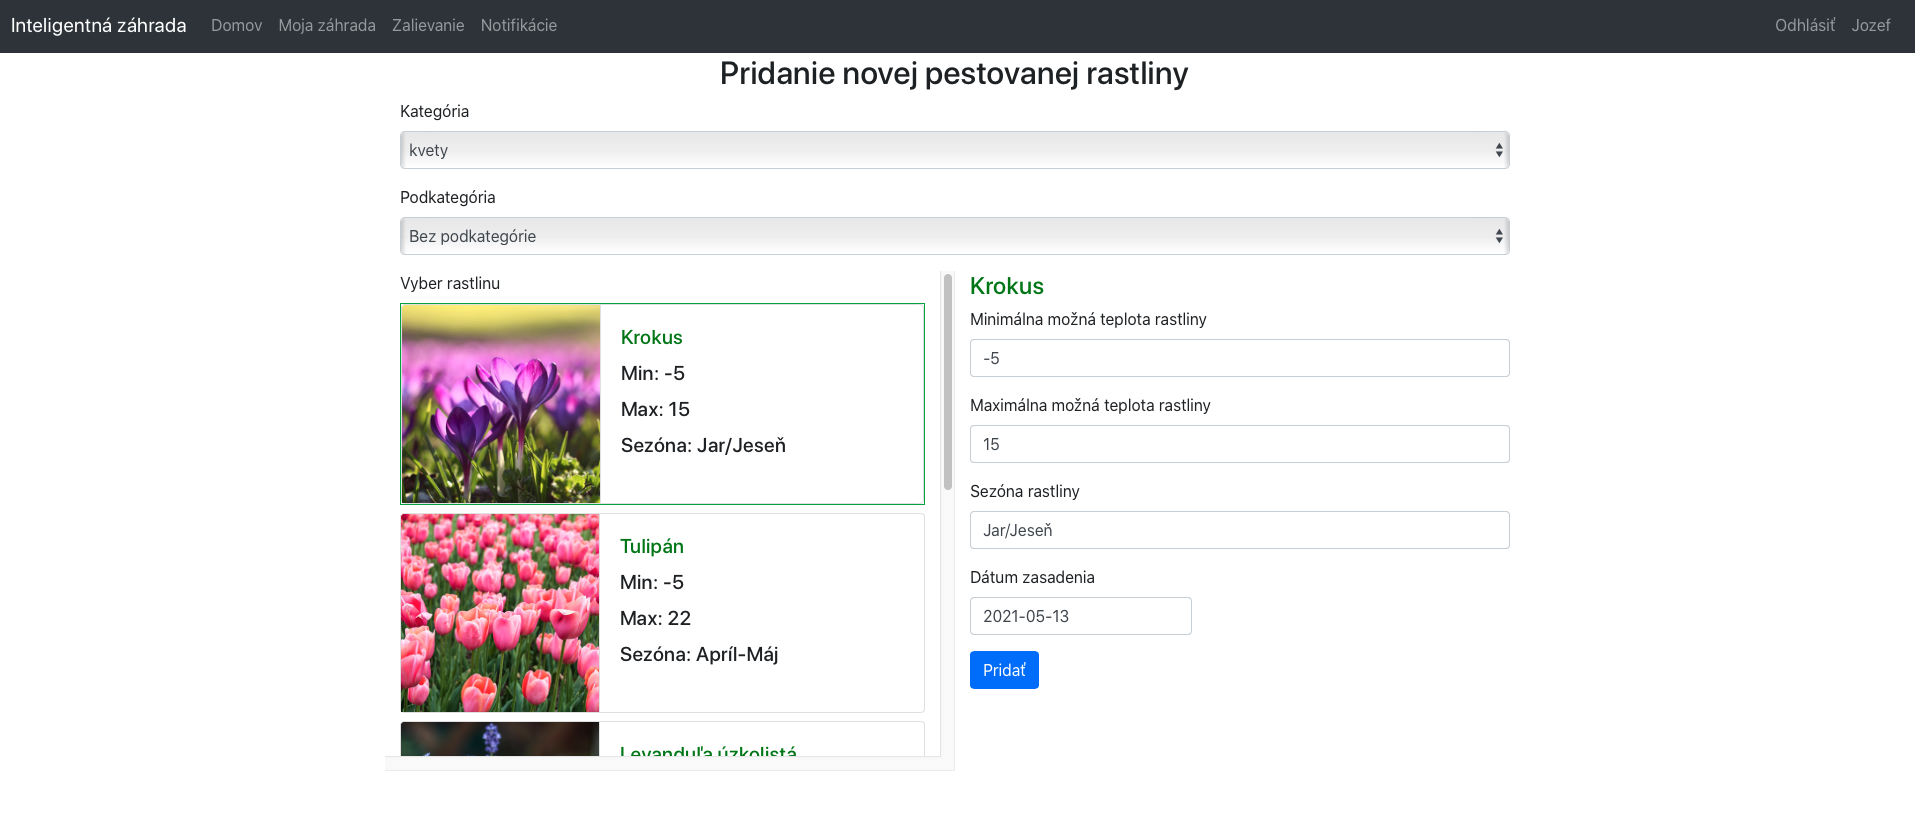 Inteligentná záhrada Domov Moja záhrada Zalievanie Notifikácie Odhlásiť Jozef
Pridanie novej pestovanej rastliny
Kategória
kvety
Podkategória
Bez podkategórie
Vyber rastlinu
Krokus
Min: -5
Max: 15
Sezóna: Jar/Jeseň
Tulipán
Min: -5
Max: 22
Sezóna: Apríl-Máj
Levanduľa úzkolistá
Krokus
Minimálna možná teplota rastliny
-5
Maximálna možná teplota rastliny
15
Sezóna rastliny
Jar/Jeseň
Dátum zasadenia
2021-05-13
Pridať